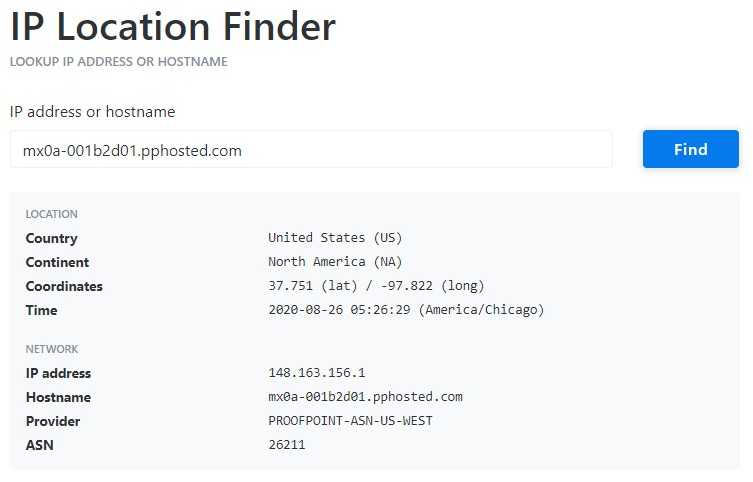 IP Location Finder
LOOKUP IP ADDRESS OR HOSTNAME
IP address or hostname
mx0a-001b2d01.pphosted.com Find
LOCATION
Country United States (US)
Continent North America (NA)
Coordinates 37.751 (lat) / -97.822 (long)
Time 2020-08-26 05:26:29 (America/Chicago)
NETWORK
IP address 148.163.156.1
Hostname mx0a-001b2d01.pphosted.com
Provider PROOFPOINT-ASN-US-WEST
ASN 26211